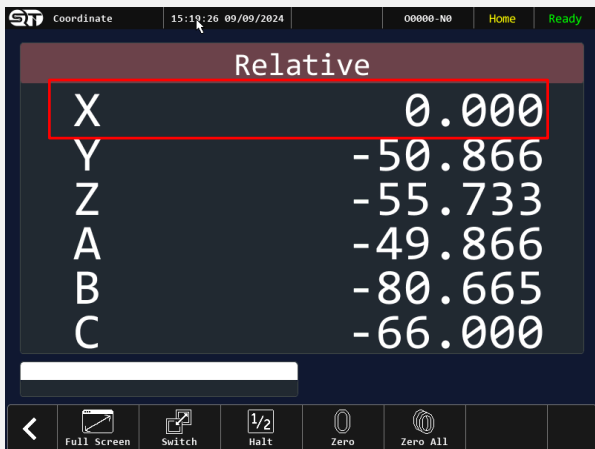 ST Coordinate 15:19:26 09/09/2024 O0000-N0 Home Ready
Relative
X 0.000
Y -50.866
Z -55.733
A -49.866
B -80.665
C -66.000
1/2
Full Screen Switch Halt Zero Zero All